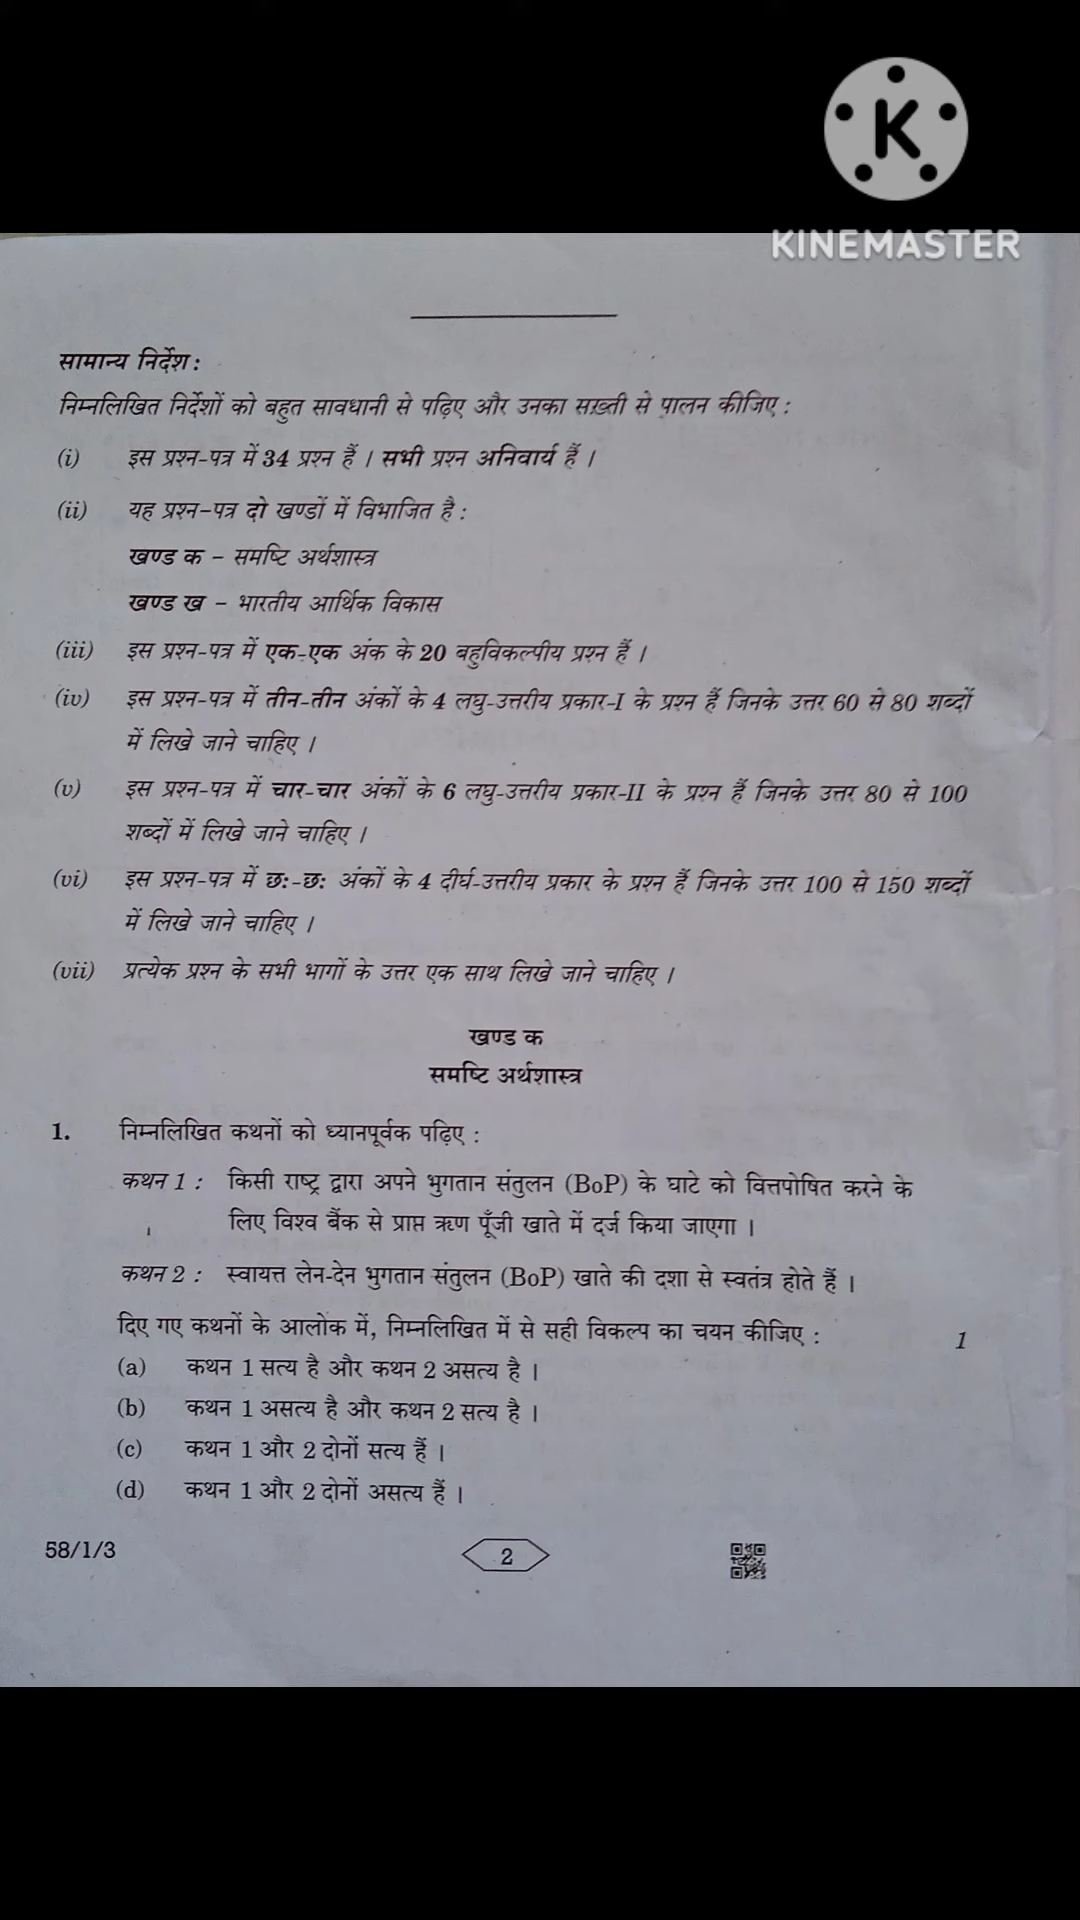 K
KINEMASTER
सामान्य निर्देश :
निम्नलिखित निर्देशों को बहुत सावधानी से पढ़िए और उनका सख़्ती से पालन कीजिए :
(i) इस प्रश्न-पत्र में 34 प्रश्न हैं । सभी प्रश्न अनिवार्य हैं ।
(ii) यह प्रश्न-पत्र दो खण्डों में विभाजित है :
खण्ड क – समष्टि अर्थशास्त्र
खण्ड ख – भारतीय आर्थिक विकास
(iii) इस प्रश्न-पत्र में एक-एक अंक के 20 बहुविकल्पीय प्रश्न हैं ।
(iv) इस प्रश्न-पत्र में तीन-तीन अंकों के 4 लघु-उत्तरीय प्रकार-I के प्रश्न हैं जिनके उत्तर 60 से 80 शब्दों
में लिखे जाने चाहिए ।
(v) इस प्रश्न-पत्र में चार-चार अंकों के 6 लघु-उत्तरीय प्रकार-II के प्रश्न हैं जिनके उत्तर 80 से 100
शब्दों में लिखे जाने चाहिए ।
(vi) इस प्रश्न-पत्र में छः-छः अंकों के 4 दीर्घ-उत्तरीय प्रकार के प्रश्न हैं जिनके उत्तर 100 से 150 शब्दों
में लिखे जाने चाहिए ।
(vii) प्रत्येक प्रश्न के सभी भागों के उत्तर एक साथ लिखे जाने चाहिए ।
खण्ड क
समष्टि अर्थशास्त्र
1. निम्नलिखित कथनों को ध्यानपूर्वक पढ़िए :
कथन 1 : किसी राष्ट्र द्वारा अपने भुगतान संतुलन (BoP) के घाटे को वित्तपोषित करने के
लिए विश्व बैंक से प्राप्त ऋण पूँजी खाते में दर्ज किया जाएगा ।
कथन 2 : स्वायत्त लेन-देन भुगतान संतुलन (BoP) खाते की दशा से स्वतंत्र होते हैं ।
दिए गए कथनों के आलोक में, निम्नलिखित में से सही विकल्प का चयन कीजिए : 1
(a) कथन 1 सत्य है और कथन 2 असत्य है ।
(b) कथन 1 असत्य है और कथन 2 सत्य है ।
(c) कथन 1 और 2 दोनों सत्य हैं ।
(d) कथन 1 और 2 दोनों असत्य हैं ।
58/1/3 2